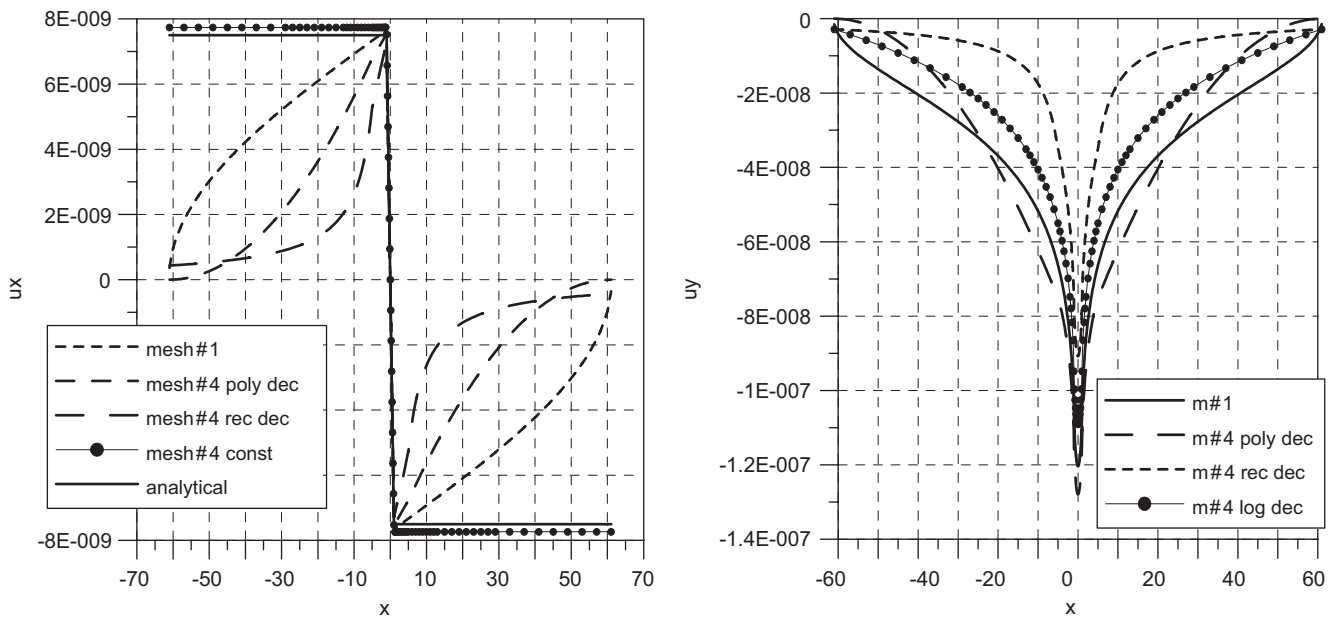 8E-009
6E-009
4E-009
2E-009
0
-8E-009
ux
mesh#1
mesh#4 poly dec
mesh#4 rec dec
mesh#4 const
analytical
-70 -50 -30 -10 10 30 50 70
x
0
-2E-008
-4E-008
-6E-008
-8E-008
-1E-007
-1.2E-007
-1.4E-007
uy
m#1
m#4 poly dec
m#4 rec dec
m#4 log dec
-60 -40 -20 0 20 40 60
x